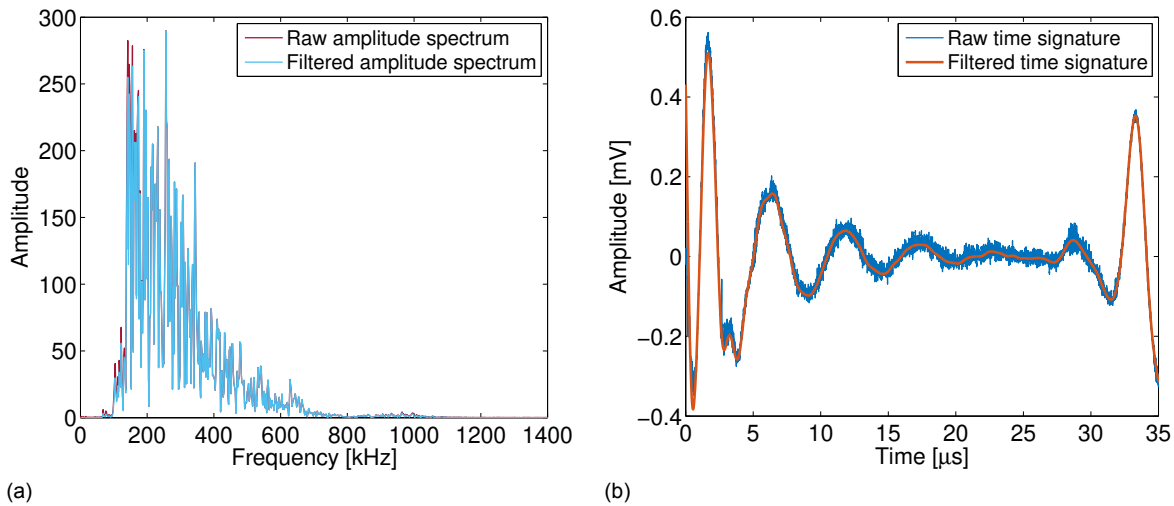 300
250
200
150
100
50
0
Amplitude
0 200 400 600 800 1000 1200 1400
Frequency [kHz]
Raw amplitude spectrum
Filtered amplitude spectrum
(a)
0.6
0.4
0.2
0
−0.2
−0.4
Amplitude [mV]
0 5 10 15 20 25 30 35
Time [μs]
Raw time signature
Filtered time signature
(b)